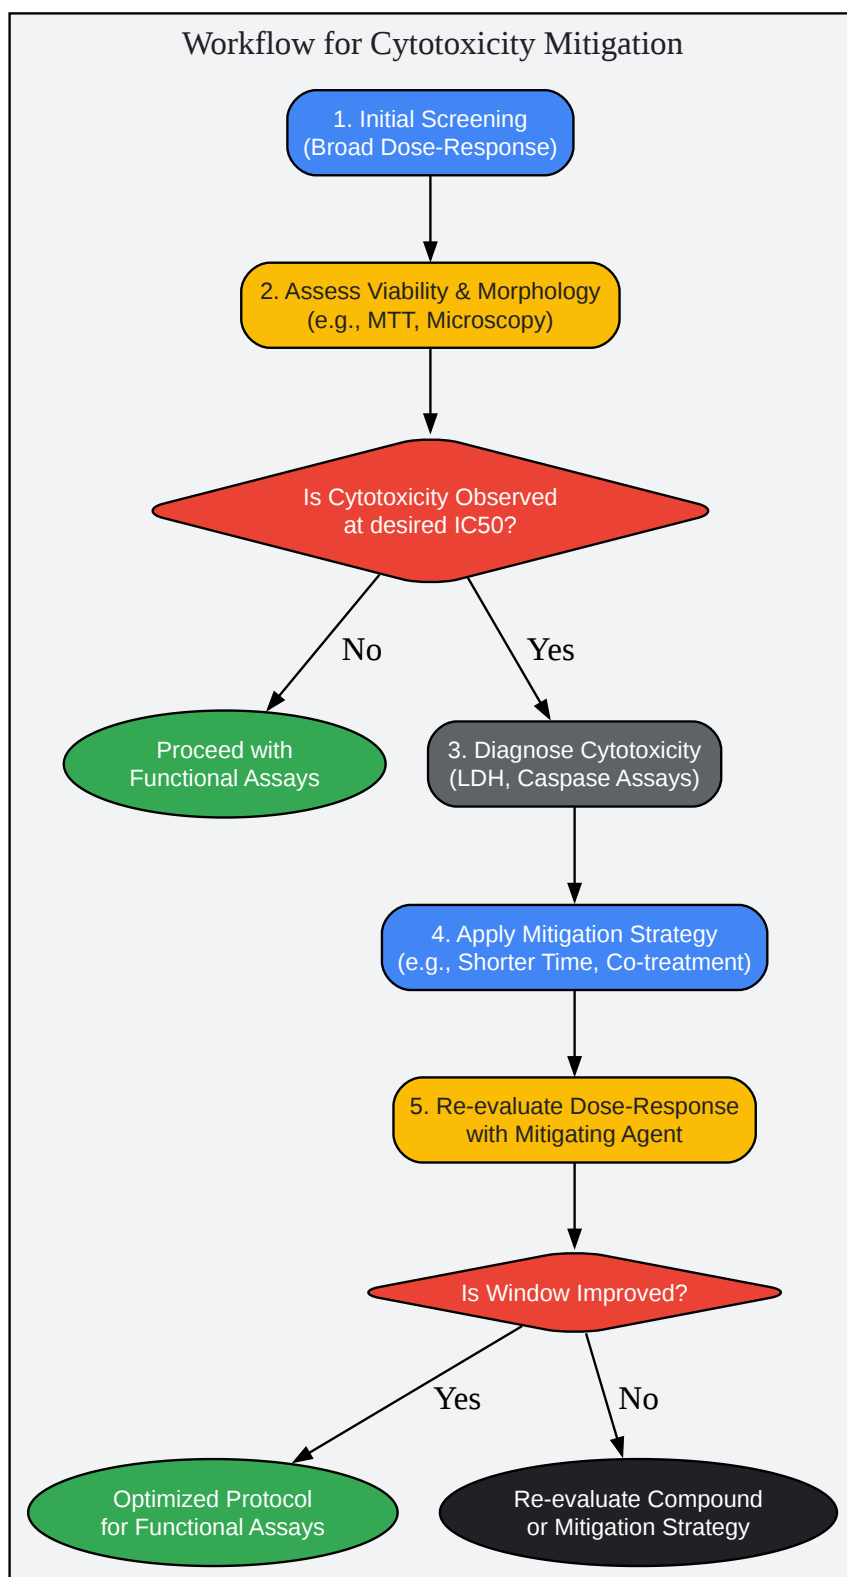 Workflow for Cytotoxicity Mitigation
1. Initial Screening
(Broad Dose-Response)
2. Assess Viability & Morphology
(e.g., MTT, Microscopy)
Is Cytotoxicity Observed
at desired IC50?
No
Yes
Proceed with
Functional Assays
3. Diagnose Cytotoxicity
(LDH, Caspase Assays)
4. Apply Mitigation Strategy
(e.g., Shorter Time, Co-treatment)
5. Re-evaluate Dose-Response
with Mitigating Agent
Is Window Improved?
Yes
No
Optimized Protocol
for Functional Assays
Re-evaluate Compound
or Mitigation Strategy